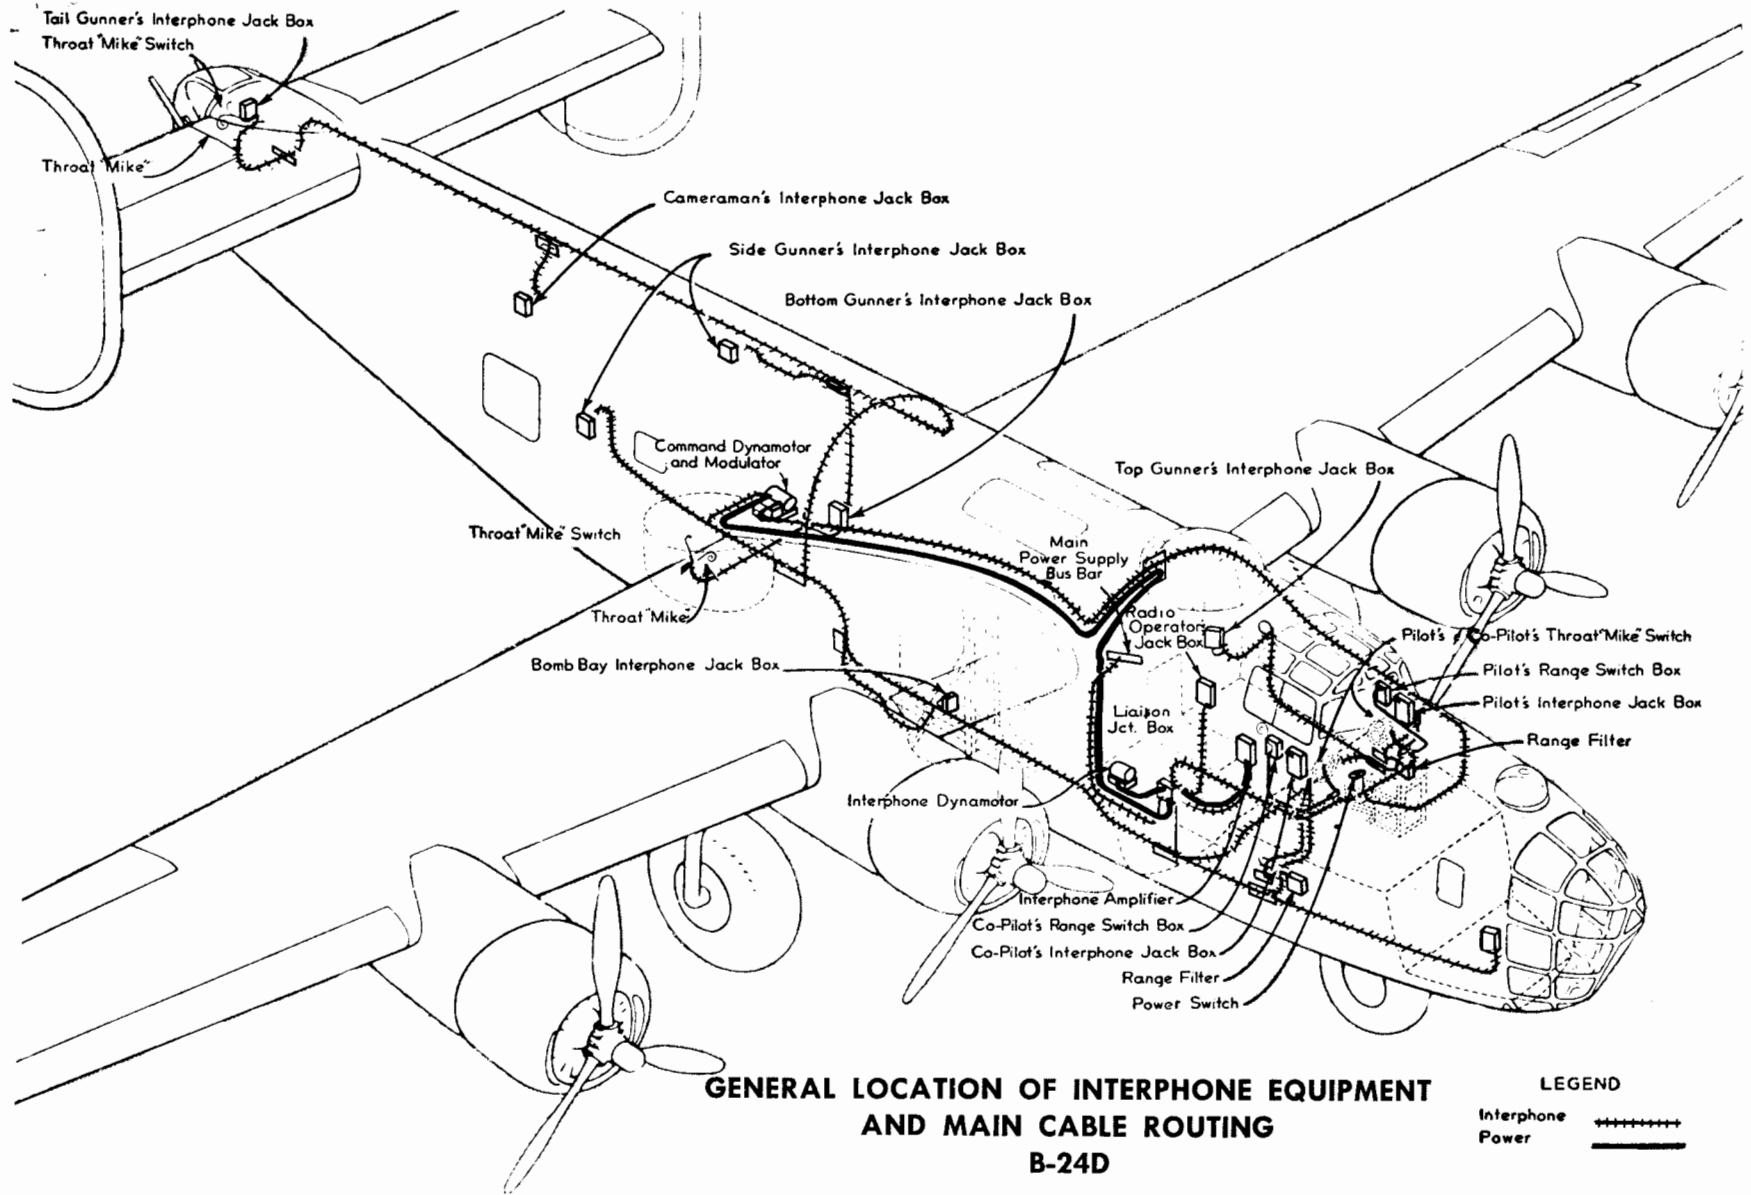 Tail Gunner's Interphone Jack Box
Throat "Mike" Switch
Throat "Mike"
Cameraman's Interphone Jack Box
Side Gunner's Interphone Jack Box
Bottom Gunner's Interphone Jack Box
Command Dynamotor
and Modulator
Top Gunner's Interphone Jack Box
Throat "Mike" Switch
Main
Power Supply
Bus Bar
Throat "Mike"
Radio
Operator's
Jack Box
Pilot's & Co-Pilot's Throat "Mike" Switch
Bomb Bay Interphone Jack Box
Pilot's Range Switch Box
Pilot's Interphone Jack Box
Liaison
Jct. Box
Range Filter
Interphone Dynamotor
Interphone Amplifier
Co-Pilot's Range Switch Box
Co-Pilot's Interphone Jack Box
Range Filter
Power Switch
GENERAL LOCATION OF INTERPHONE EQUIPMENT
AND MAIN CABLE ROUTING
B-24D
LEGEND
Interphone
Power